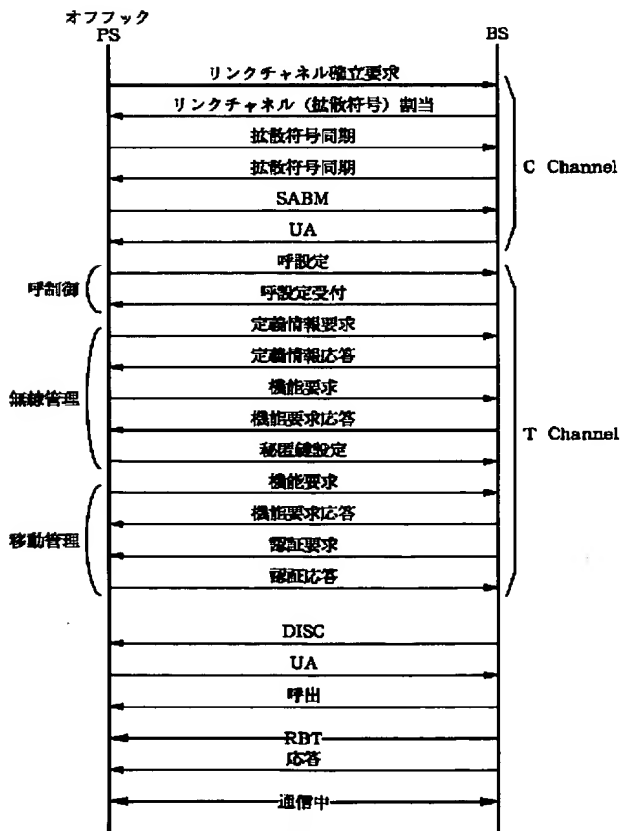 オフフック
PS
BS
リンクチャネル確立要求
リンクチャネル（拡散符号）割当
拡散符号同期
拡散符号同期
C Channel
SABM
UA
呼設定
呼制御
呼設定受付
定義情報要求
定義情報応答
無線管理
機能要求
機能要求応答
T Channel
秘匿鍵設定
機能要求
機能要求応答
移動管理
認証要求
認証応答
DISC
UA
呼出
RBT
応答
通信中